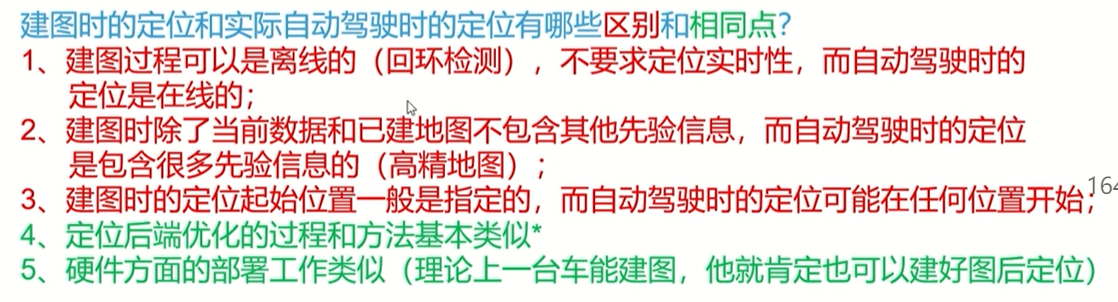 建图时的定位和实际自动驾驶时的定位有哪些区别和相同点?
1、建图过程可以是离线的（回环检测），不要求定位实时性，而自动驾驶时的
定位是在线的；
2、建图时除了当前数据和已建地图不包含其他先验信息，而自动驾驶时的定位
是包含很多先验信息的（高精地图）；
164
3、建图时的定位起始位置一般是指定的，而自动驾驶时的定位可能在任何位置开始；
4、定位后端优化的过程和方法基本类似*
5、硬件方面的部署工作类似（理论上一台车能建图，他就肯定也可以建好图后定位）